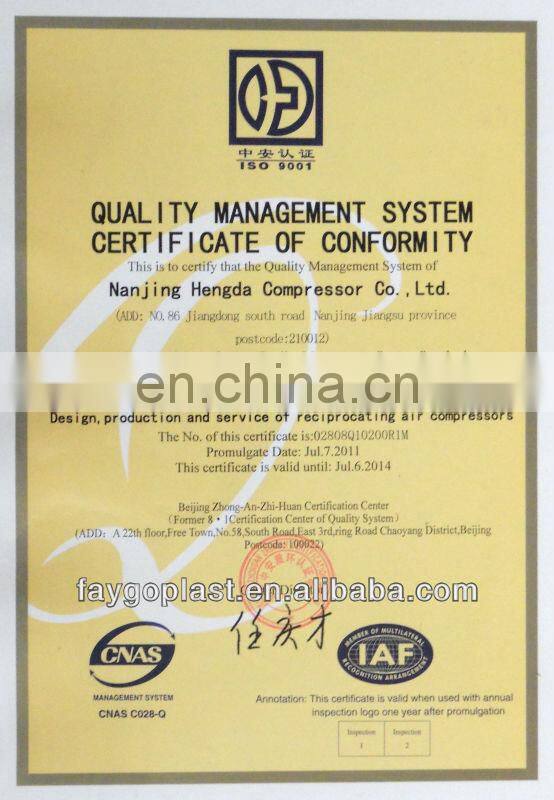 中安认证
ISO 9001
QUALITY MANAGEMENT SYSTEM
CERTIFICATE OF CONFORMITY
This is to certify that the Quality Management System of
Nanjing Hengda Compressor Co.,Ltd.
(ADD: NO.86 Jiangdong south road Nanjing Jiangsu province
postcode:210012)
en.china.cn
Design,production and service of reciprocating air compressors
The No. of this certificate is:02808Q10200R1M
Promulgate Date: Jul.7.2011
This certificate is valid until: Jul.6.2014
Beijing Zhong-An-Zhi-Huan Certification Center
(Former 8·1Certification Center of Quality System)
(ADD: A 22th floor,Free Town,No.58,South Road,East 3rd,ring Road Chaoyang District,Beijing
Postcode: 100022)
faygoplast.en.alibaba.com
CNAS
MANAGEMENT SYSTEM
CNAS C028-Q
MEMBER OF MULTILATERAL
IAF
RECOGNITION ARRANGEMENT
Annotation: This certificate is valid when used with annual
inspection logo one year after promulgation
Inspection Inspection
1 2